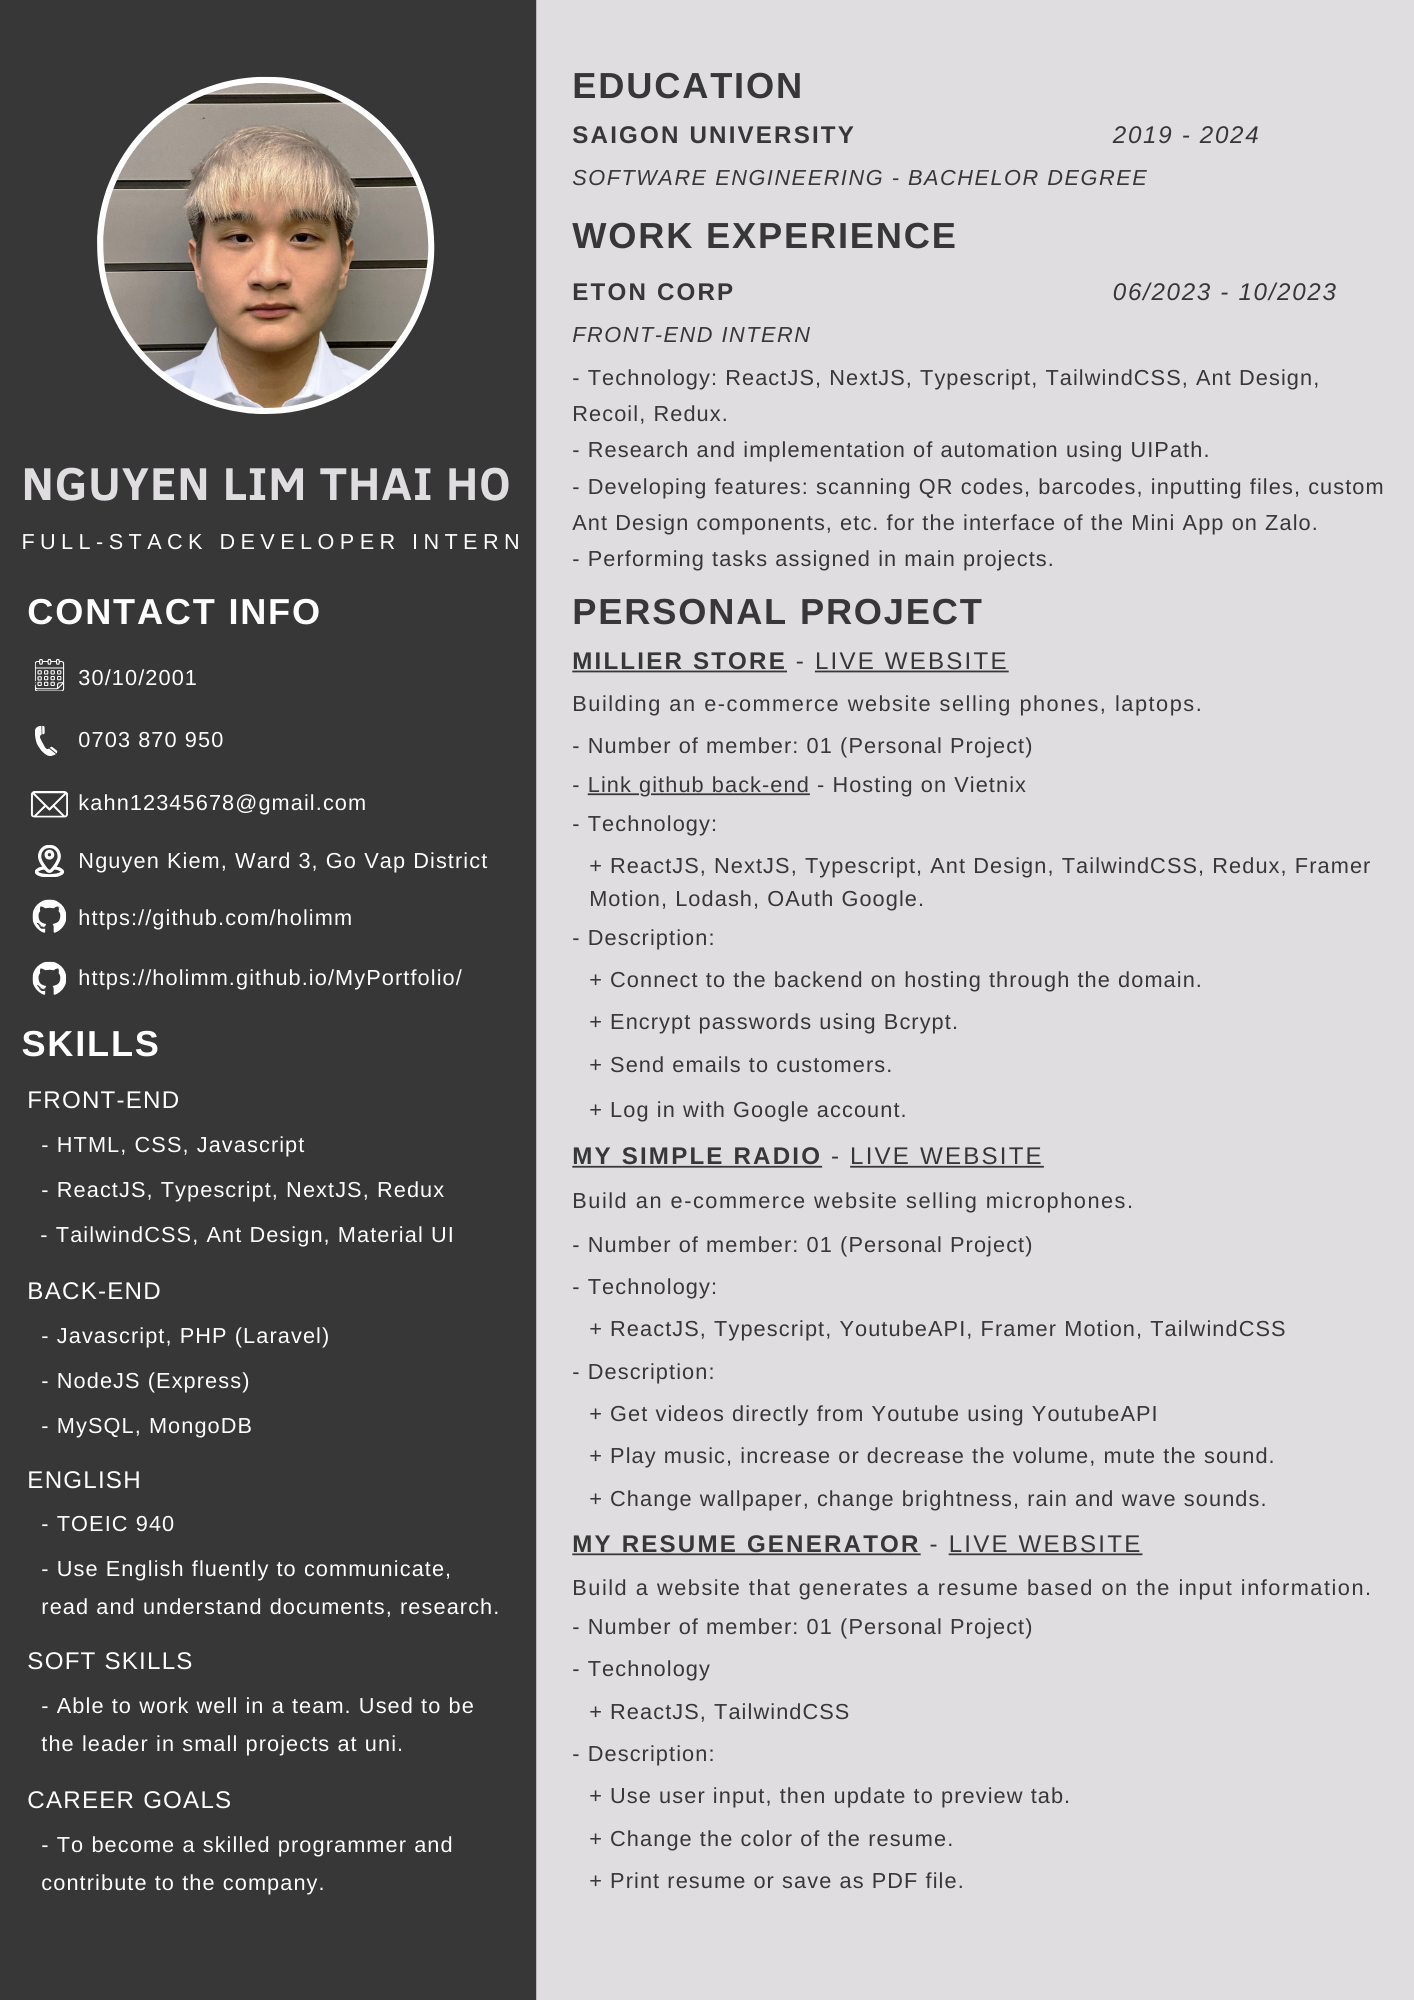 NGUYEN LIM THAI HO
FULL-STACK DEVELOPER INTERN
CONTACT INFO
30/10/2001
0703 870 950
kahn12345678@gmail.com
Nguyen Kiem, Ward 3, Go Vap District
https://github.com/holimm
https://holimm.github.io/MyPortfolio/
SKILLS
FRONT-END
- HTML, CSS, Javascript
- ReactJS, Typescript, NextJS, Redux
- TailwindCSS, Ant Design, Material UI
BACK-END
- Javascript, PHP (Laravel)
- NodeJS (Express)
- MySQL, MongoDB
ENGLISH
- TOEIC 940
- Use English fluently to communicate,
read and understand documents, research.
SOFT SKILLS
- Able to work well in a team. Used to be
the leader in small projects at uni.
CAREER GOALS
- To become a skilled programmer and
contribute to the company.
EDUCATION
SAIGON UNIVERSITY 2019 - 2024
SOFTWARE ENGINEERING - BACHELOR DEGREE
WORK EXPERIENCE
ETON CORP 06/2023 - 10/2023
FRONT-END INTERN
- Technology: ReactJS, NextJS, Typescript, TailwindCSS, Ant Design,
Recoil, Redux.
- Research and implementation of automation using UIPath.
- Developing features: scanning QR codes, barcodes, inputting files, custom
Ant Design components, etc. for the interface of the Mini App on Zalo.
- Performing tasks assigned in main projects.
PERSONAL PROJECT
MILLIER STORE - LIVE WEBSITE
Building an e-commerce website selling phones, laptops.
- Number of member: 01 (Personal Project)
- Link github back-end - Hosting on Vietnix
- Technology:
+ ReactJS, NextJS, Typescript, Ant Design, TailwindCSS, Redux, Framer
Motion, Lodash, OAuth Google.
- Description:
+ Connect to the backend on hosting through the domain.
+ Encrypt passwords using Bcrypt.
+ Send emails to customers.
+ Log in with Google account.
MY SIMPLE RADIO - LIVE WEBSITE
Build an e-commerce website selling microphones.
- Number of member: 01 (Personal Project)
- Technology:
+ ReactJS, Typescript, YoutubeAPI, Framer Motion, TailwindCSS
- Description:
+ Get videos directly from Youtube using YoutubeAPI
+ Play music, increase or decrease the volume, mute the sound.
+ Change wallpaper, change brightness, rain and wave sounds.
MY RESUME GENERATOR - LIVE WEBSITE
Build a website that generates a resume based on the input information.
- Number of member: 01 (Personal Project)
- Technology
+ ReactJS, TailwindCSS
- Description:
+ Use user input, then update to preview tab.
+ Change the color of the resume.
+ Print resume or save as PDF file.